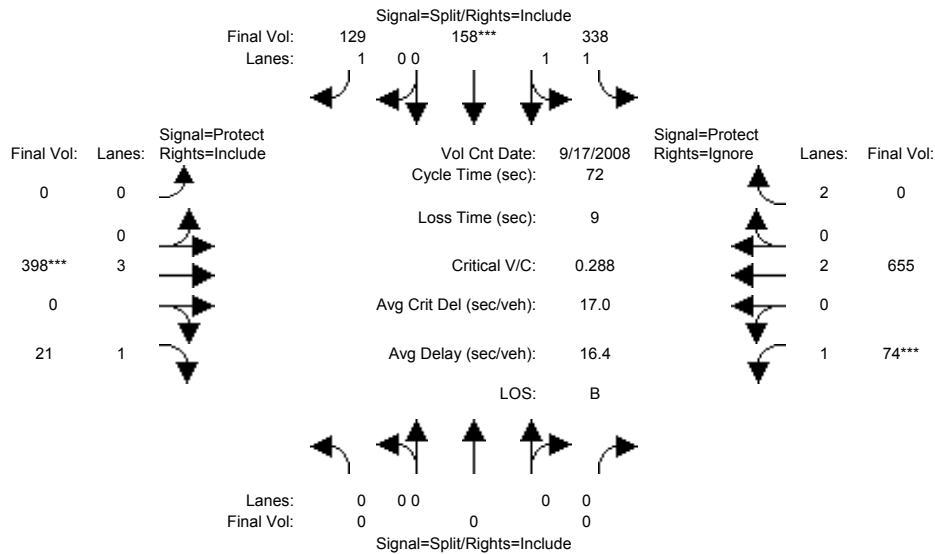 Signal=Split/Rights=Include
Final Vol: 129 158*** 338
Lanes: 1 0 0 1 1
Signal=Protect
Final Vol: Lanes: Rights=Include
Vol Cnt Date: 9/17/2008
Signal=Protect
Rights=Ignore Lanes: Final Vol:
Cycle Time (sec): 72
0 0
2 0
Loss Time (sec): 9
0
0
398*** 3
Critical V/C: 0.288
2 655
0
Avg Crit Del (sec/veh): 17.0
0
21 1
Avg Delay (sec/veh): 16.4
1 74***
LOS: B
Lanes: 0 0 0 0 0
Final Vol: 0 0 0
Signal=Split/Rights=Include